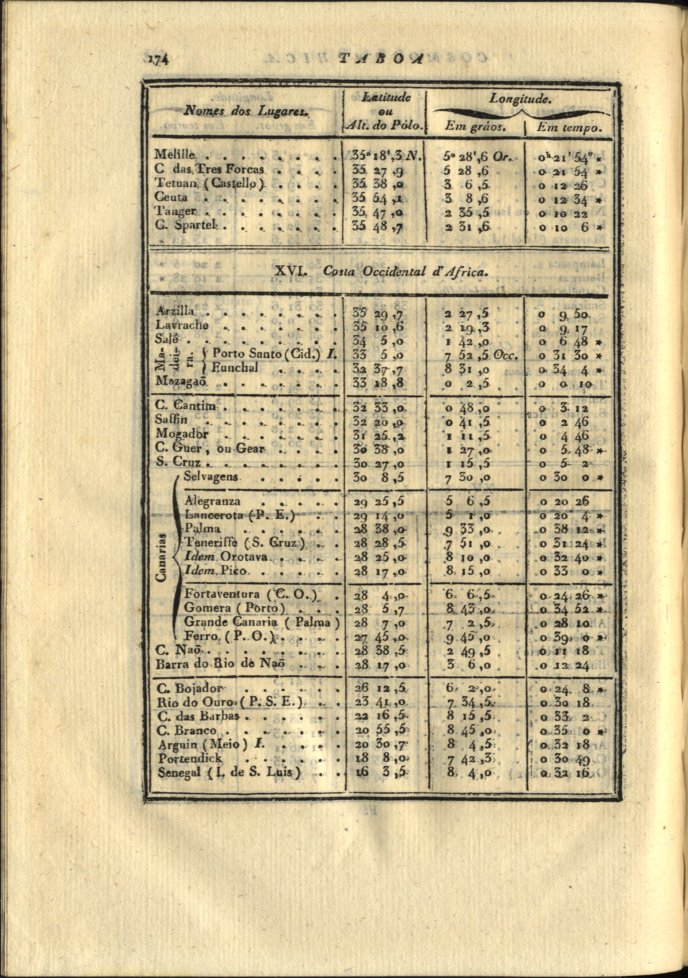 174 TABOA
Nomes dos Lugares. Latitude ou Alt. do Pólo. Longitude.
Em gráos. Em tempo.
Melille . . . . . . . . 35° 18',3 N. 5° 28',6 Or. 0h 21' 54" *
C das Tres Forcas . . . . . 35 27 ,9 5 28 ,6 0 21 54 *
Tetuan (Castello) . . . . . 35 38 ,0 3 6 ,5 0 12 26
Ceuta . . . . . . . . 35 54 ,1 3 8 ,6 0 12 34 *
Tanger . . . . . . . . 35 47 ,0 2 35 ,5 0 10 22
C. Spartel . . . . . . . 35 48 ,7 2 31 ,6 0 10 6 *
XVI. Costa Occidental d'Africa.
Arzilla . . . . . . . . 35 29 ,7 2 27 ,5 0 9 50
Lavrache . . . . . . . 35 10 ,6 2 19 ,3 0 9 17
Salé . . . . . . . . . 34 5 ,0 1 42 ,0 0 6 48 *
Madeira. Porto Santo (Cid.) I. 33 5 ,0 7 52 ,5 Occ. 0 31 30 *
Funchal . . . . . 32 37 ,7 8 31 ,0 0 34 4 *
Mazagaõ . . . . . . . 33 18 ,8 0 2 ,5 0 0 10
C. Cantim . . . . . . . 32 33 ,0 0 48 ,0 0 3 12
Saffin . . . . . . . . 32 20 ,0 0 41 ,5 0 2 46
Mogador . . . . . . . 31 25 ,2 1 11 ,5 0 4 46
C. Guer, ou Gear . . . . . 30 38 ,0 1 27 ,0 0 5 48 *
S. Cruz . . . . . . . . 30 27 ,0 1 15 ,5 0 5 2
Canarias
Selvagens . . . . . 30 8 ,5 7 30 ,0 0 30 0 *
Alegranza . . . . . 29 25 ,5 5 6 ,5 0 20 26
Lancerota (P. E.) . . . 29 14 ,0 5 1 ,0 0 20 4 *
Palma . . . . . . 28 38 ,0 9 33 ,0 0 38 12 *
Teneriffe (S. Cruz) . . . 28 28 ,5 7 51 ,0 0 31 24 *
Idem Orotava . . . . . 28 25 ,0 8 10 ,0 0 32 40 *
Idem Pico . . . . . . 28 17 ,0 8 15 ,0 0 33 0 *
Fortaventura (C. O.) . . 28 4 ,0 6 6 ,5 0 24 26 *
Gomera (Porto) . . . . 28 5 ,7 8 43 ,0 0 34 52 *
Grande Canaria (Palma) 28 7 ,0 7 2 ,5 0 28 10
Ferro (P. O.) . . . . 27 45 ,0 9 45 ,0 0 39 0 *
C. Naõ . . . . . . . . 28 38 ,5 2 49 ,5 0 11 18
Barra do Rio de Naõ . . . 28 17 ,0 3 6 ,0 0 12 24
C. Bojador . . . . . . 26 12 ,5 6 2 ,0 0 24 8 *
Rio do Ouro (P. S. E.) . . 23 41 ,0 7 34 ,5 0 30 18
C. das Barbas . . . . . . 22 16 ,5 8 15 ,5 0 33 2
C. Branco . . . . . . . 20 55 ,5 8 45 ,0 0 35 0 *
Arguin (Meio) I. . . . . 20 30 ,7 8 4 ,5 0 32 18
Portendick . . . . . . 18 8 ,0 7 42 ,3 0 30 49
Senegal (I. de S. Luis) . . 16 3 ,5 8 4 ,0 0 32 16